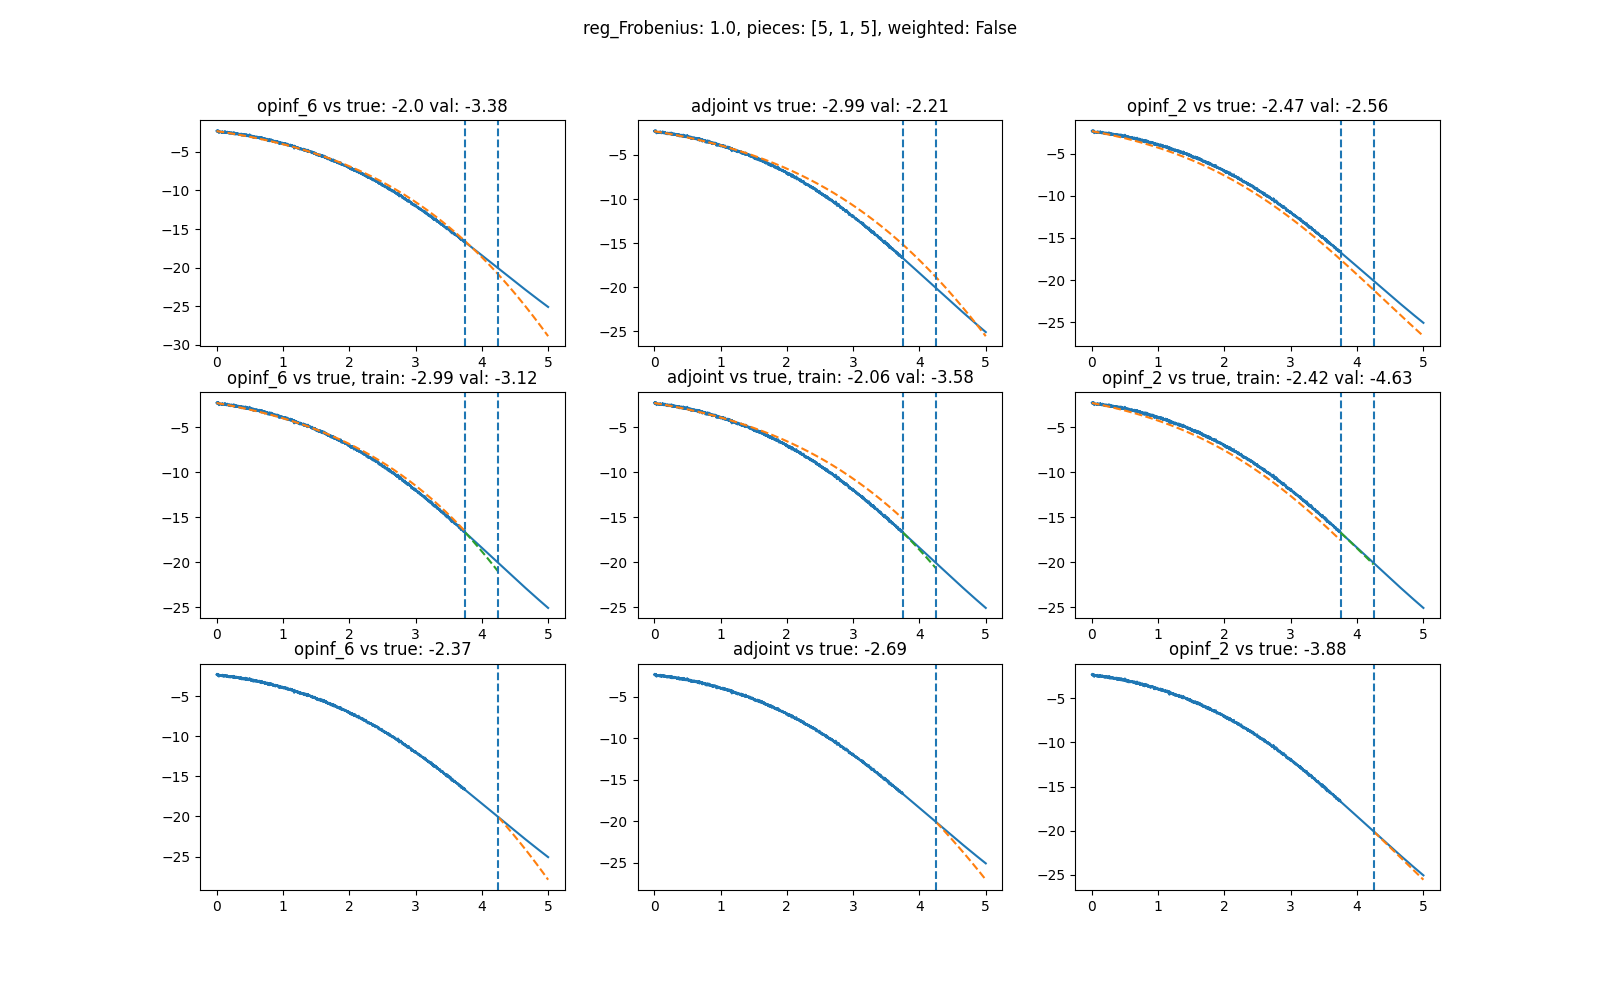 reg_Frobenius: 1.0, pieces: [5, 1, 5], weighted: False
opinf_6 vs true: -2.0 val: -3.38
−5
−10
−15
−20
−25
−30
0 1 2 3 4 5
adjoint vs true: -2.99 val: -2.21
−5
−10
−15
−20
−25
0 1 2 3 4 5
opinf_2 vs true: -2.47 val: -2.56
−5
−10
−15
−20
−25
0 1 2 3 4 5
opinf_6 vs true, train: -2.99 val: -3.12
−5
−10
−15
−20
−25
0 1 2 3 4 5
adjoint vs true, train: -2.06 val: -3.58
−5
−10
−15
−20
−25
0 1 2 3 4 5
opinf_2 vs true, train: -2.42 val: -4.63
−5
−10
−15
−20
−25
0 1 2 3 4 5
opinf_6 vs true: -2.37
−5
−10
−15
−20
−25
0 1 2 3 4 5
adjoint vs true: -2.69
−5
−10
−15
−20
−25
0 1 2 3 4 5
opinf_2 vs true: -3.88
−5
−10
−15
−20
−25
0 1 2 3 4 5